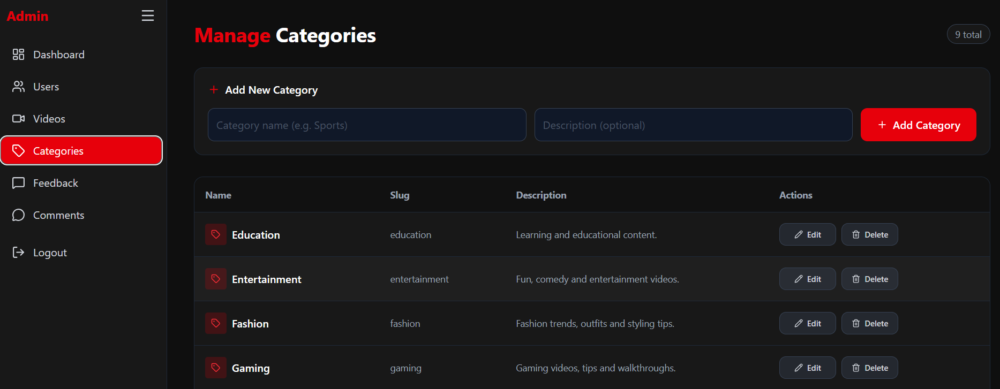 Admin
Dashboard
Users
Videos
Categories
Feedback
Comments
Logout
Manage Categories
9 total
Add New Category
Category name (e.g. Sports)
Description (optional)
Add Category
Name Slug Description Actions
Education education Learning and educational content. Edit Delete
Entertainment entertainment Fun, comedy and entertainment videos. Edit Delete
Fashion fashion Fashion trends, outfits and styling tips. Edit Delete
Gaming gaming Gaming videos, tips and walkthroughs. Edit Delete